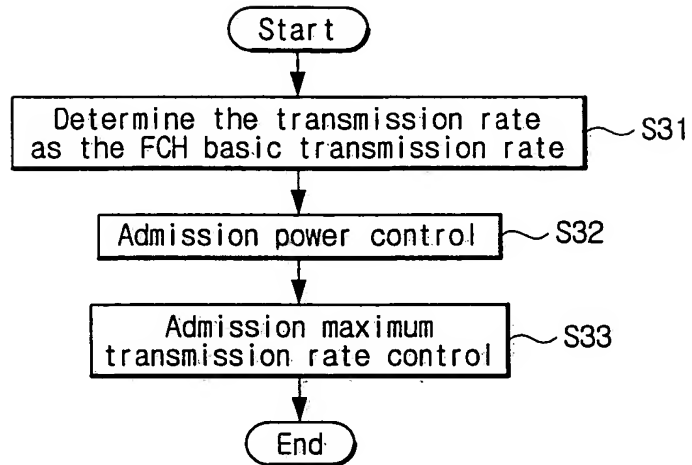 Start
Determine the transmission rate
as the FCH basic transmission rate
S31
Admission power control
S32
Admission maximum
transmission rate control
S33
End